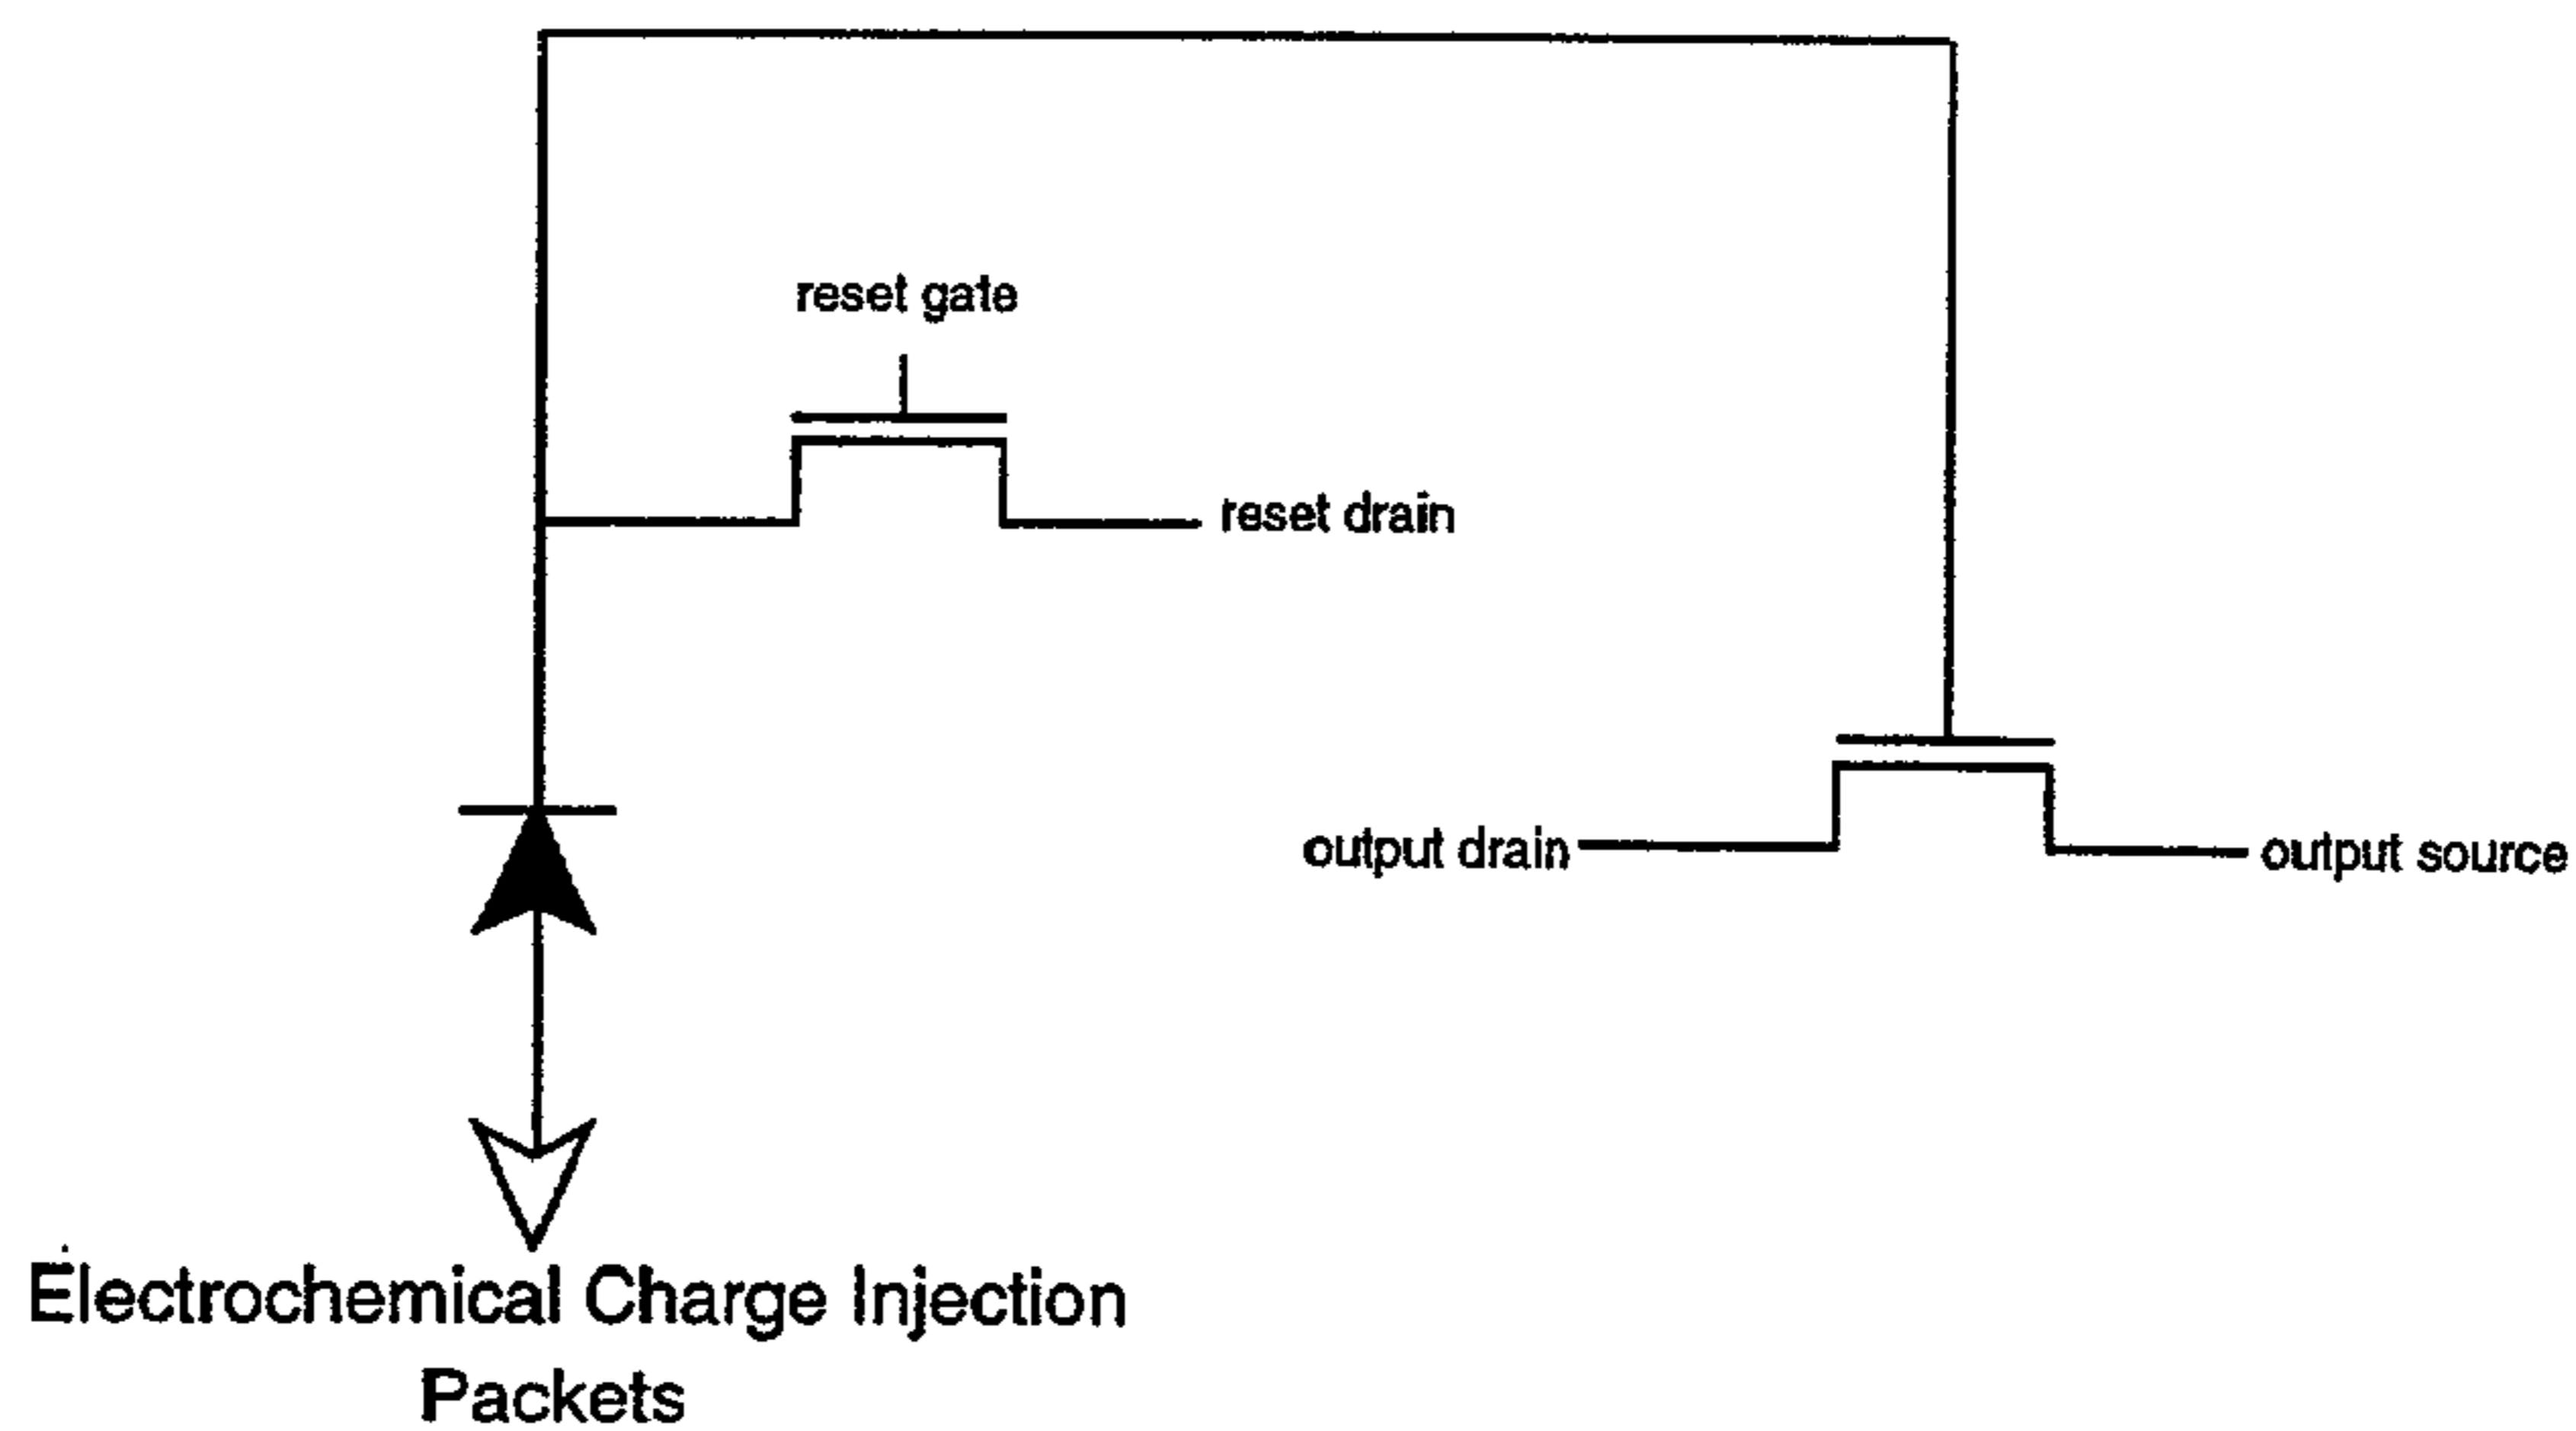 reset gate
reset drain
output drain
output source
Electrochemical Charge Injection
Packets